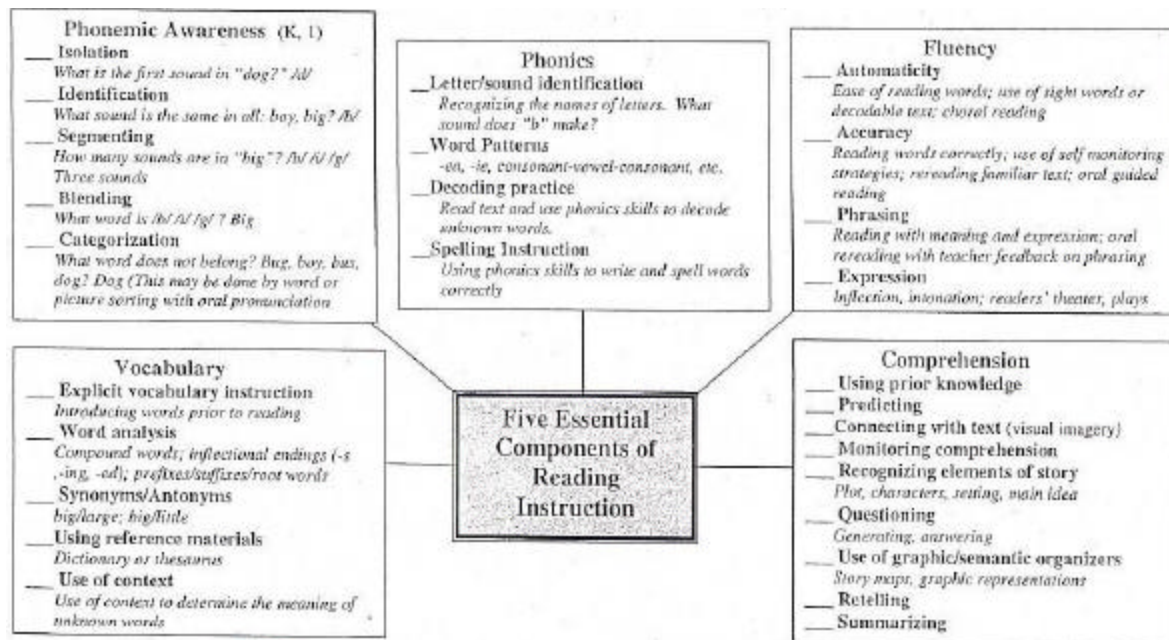 Phonemic Awareness (K, 1)
___ Isolation
What is the first sound in "dog?" /d/
___ Identification
What sound is the same in all: boy, big? /b/
___ Segmenting
How many sounds are in "big"? /b/ /i/ /g/
Three sounds
___ Blending
What word is /b/ /i/ /g/ ? Big
___ Categorization
What word does not belong? Bug, boy, bus,
dog? Dog (This may be done by word or
picture sorting with oral pronunciation
Phonics
___Letter/sound identification
Recognizing the names of letters. What
sound does "b" make?
___Word Patterns
-ea, -ie, consonant-vowel-consonant, etc.
___Decoding practice
Read text and use phonics skills to decode
unknown words.
___Spelling Instruction
Using phonics skills to write and spell words
correctly
Fluency
___ Automaticity
Ease of reading words; use of sight words or
decodable text; choral reading
___ Accuracy
Reading words correctly; use of self monitoring
strategies; rereading familiar text; oral guided
reading
___ Phrasing
Reading with meaning and expression; oral
rereading with teacher feedback on phrasing
___ Expression
Inflection, intonation; readers' theater, plays
Vocabulary
___ Explicit vocabulary instruction
Introducing words prior to reading
___ Word analysis
Compound words; inflectional endings (-s
,-ing, -ed); prefixes/suffixes/root words
___ Synonyms/Antonyms
big/large; big/little
___ Using reference materials
Dictionary or thesaurus
___ Use of context
Use of context to determine the meaning of
unknown words
Five Essential
Components of
Reading
Instruction
Comprehension
___ Using prior knowledge
___ Predicting
___ Connecting with text (visual imagery)
___ Monitoring comprehension
___ Recognizing elements of story
Plot, characters, setting, main idea
___ Questioning
Generating, answering
___ Use of graphic/semantic organizers
Story maps, graphic representations
___ Retelling
___ Summarizing